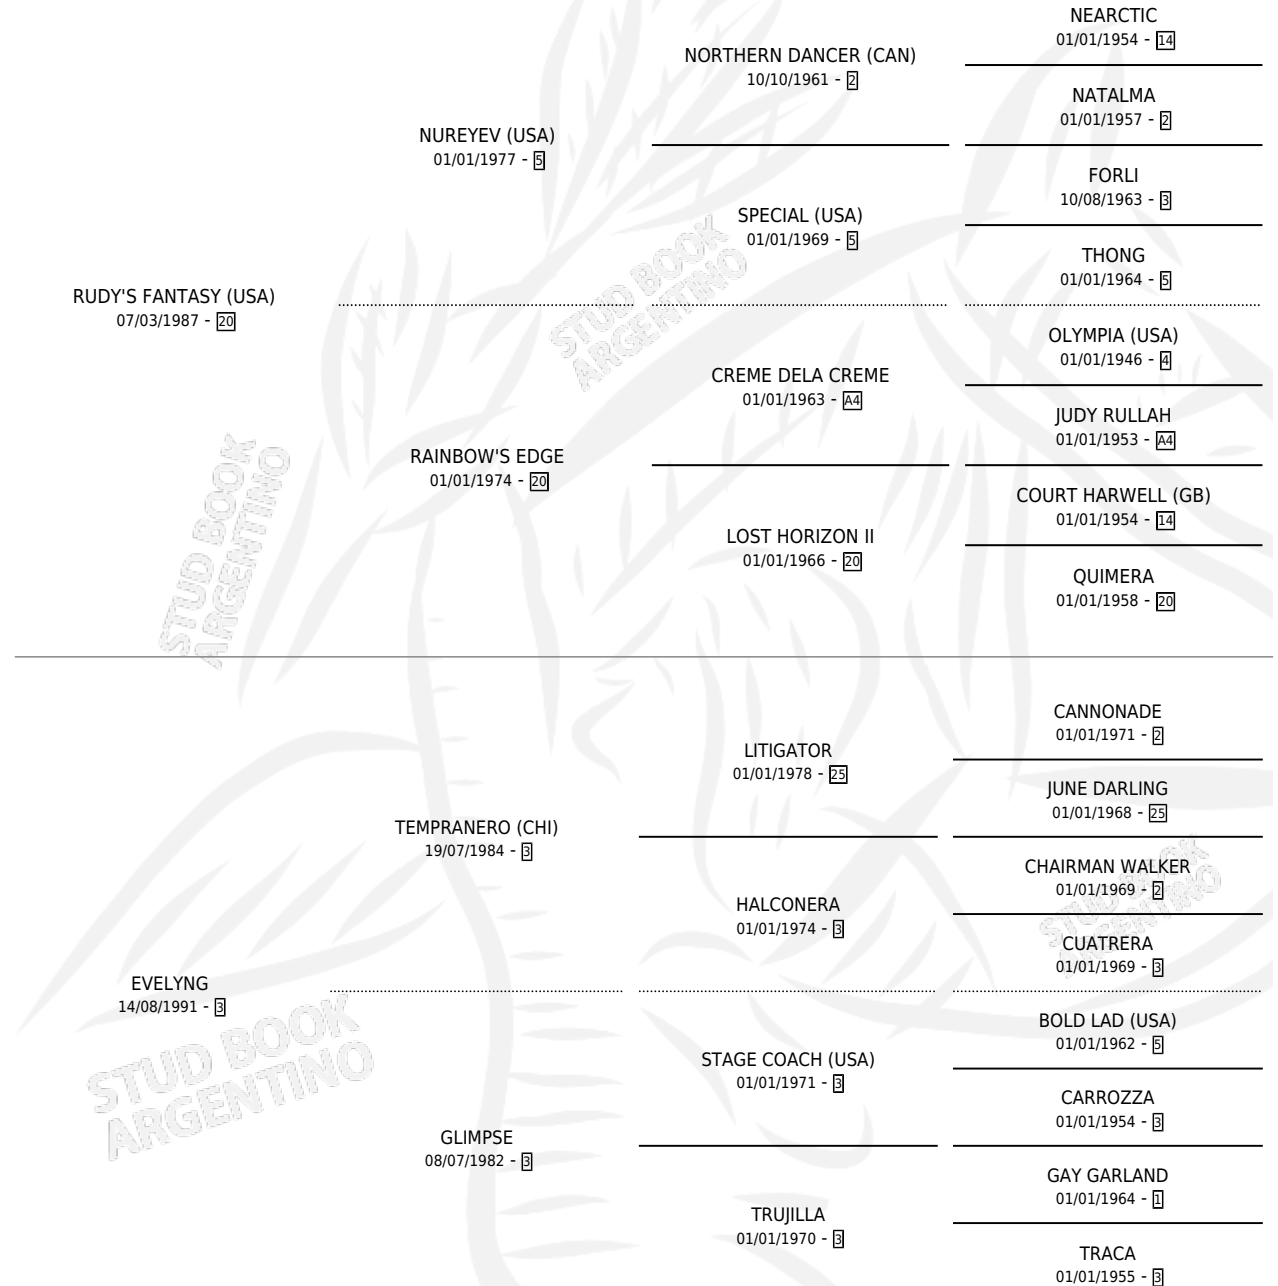 NEARCTIC
01/01/1954 - 14
NORTHERN DANCER (CAN)
10/10/1961 - 2
NATALMA
01/01/1957 - 2
NUREYEV (USA)
01/01/1977 - 5
FORLI
10/08/1963 - 3
SPECIAL (USA)
01/01/1969 - 5
THONG
01/01/1964 - 5
RUDY'S FANTASY (USA)
07/03/1987 - 20
OLYMPIA (USA)
01/01/1946 - 4
CREME DELA CREME
01/01/1963 - A4
JUDY RULLAH
01/01/1953 - A4
RAINBOW'S EDGE
01/01/1974 - 20
COURT HARWELL (GB)
01/01/1954 - 14
LOST HORIZON II
01/01/1966 - 20
QUIMERA
01/01/1958 - 20
CANNONADE
01/01/1971 - 2
LITIGATOR
01/01/1978 - 25
JUNE DARLING
01/01/1968 - 25
TEMPRANERO (CHI)
19/07/1984 - 3
CHAIRMAN WALKER
01/01/1969 - 2
HALCONERA
01/01/1974 - 3
CUATRERA
01/01/1969 - 3
EVELYNG
14/08/1991 - 3
BOLD LAD (USA)
01/01/1962 - 5
STAGE COACH (USA)
01/01/1971 - 3
CARROZZA
01/01/1954 - 3
GLIMPSE
08/07/1982 - 3
GAY GARLAND
01/01/1964 - 1
TRUJILLA
01/01/1970 - 3
TRACA
01/01/1955 - 3
STUD BOOK
ARGENTINO
STUD BOOK
ARGENTINO
STUD BOOK
ARGENTINO
STUD BOOK
ARGENTINO